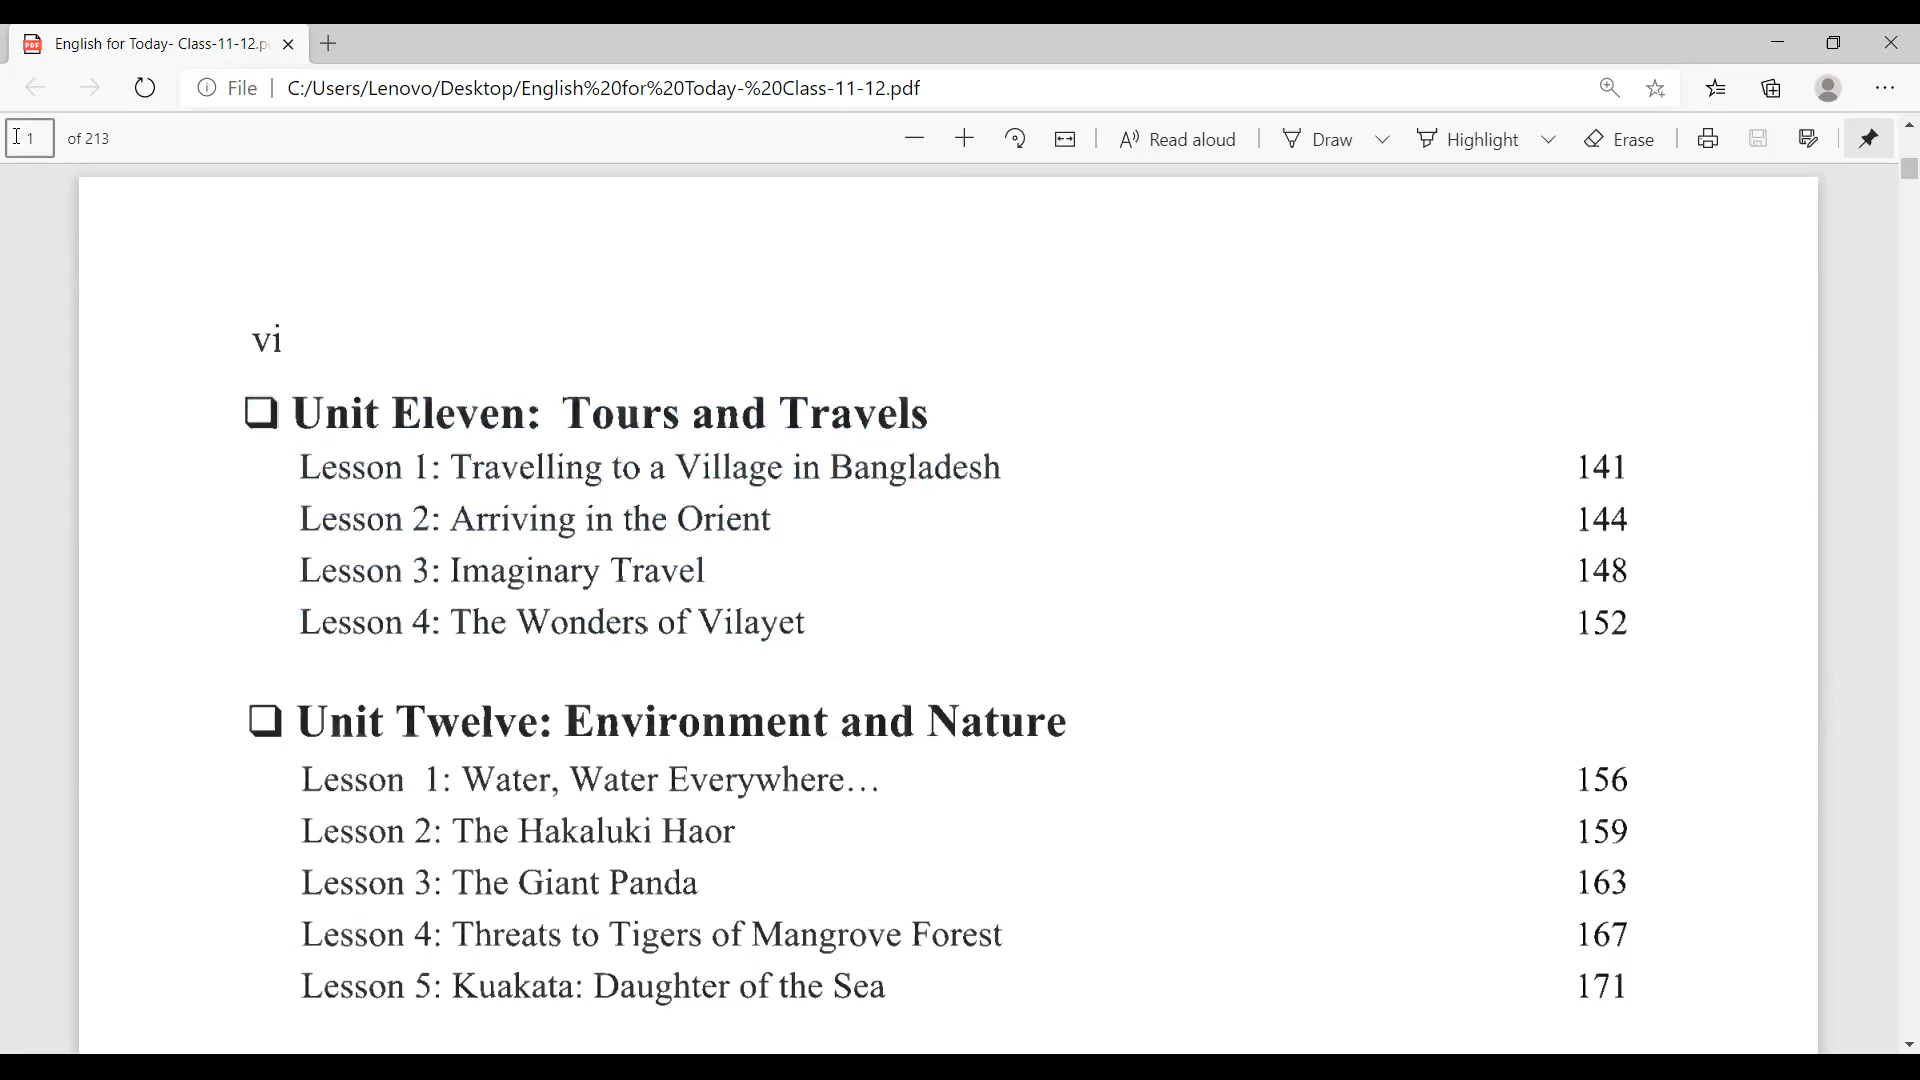 English for Today- Class-11-12.p
File | C:/Users/Lenovo/Desktop/English%20for%20Today-%20Class-11-12.pdf
1 of 213 Read aloud Draw Highlight Erase
vi
Unit Eleven: Tours and Travels
Lesson 1: Travelling to a Village in Bangladesh 141
Lesson 2: Arriving in the Orient 144
Lesson 3: Imaginary Travel 148
Lesson 4: The Wonders of Vilayet 152
Unit Twelve: Environment and Nature
Lesson 1: Water, Water Everywhere... 156
Lesson 2: The Hakaluki Haor 159
Lesson 3: The Giant Panda 163
Lesson 4: Threats to Tigers of Mangrove Forest 167
Lesson 5: Kuakata: Daughter of the Sea 171